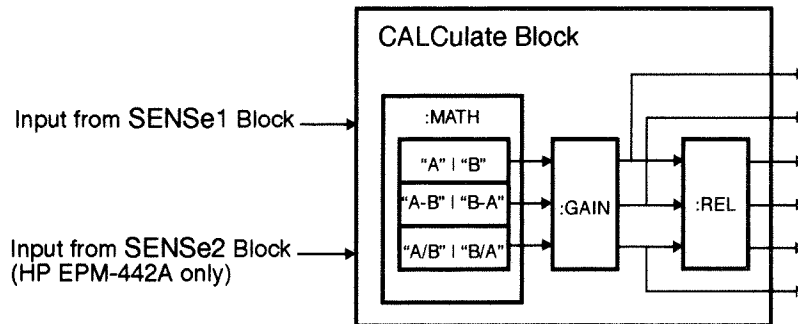 CALCulate Block
Input from SENSe1 Block
:MATH
"A" | "B"
"A-B" | "B-A"
:GAIN
:REL
"A/B" | "B/A"
Input from SENSe2 Block
(HP EPM-442A only)